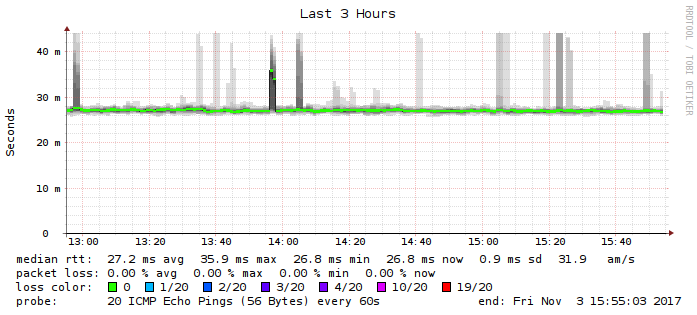 Last 3 Hours
RRDTOOL / TOBI OETIKER
Seconds
40 m
30 m
20 m
10 m
0
13:00 13:20 13:40 14:00 14:20 14:40 15:00 15:20 15:40
median rtt: 27.2 ms avg 35.9 ms max 26.8 ms min 26.8 ms now 0.9 ms sd 31.9 am/s
packet loss: 0.00 % avg 0.00 % max 0.00 % min 0.00 % now
loss color: 0 1/20 2/20 3/20 4/20 10/20 19/20
probe: 20 ICMP Echo Pings (56 Bytes) every 60s end: Fri Nov 3 15:55:03 2017